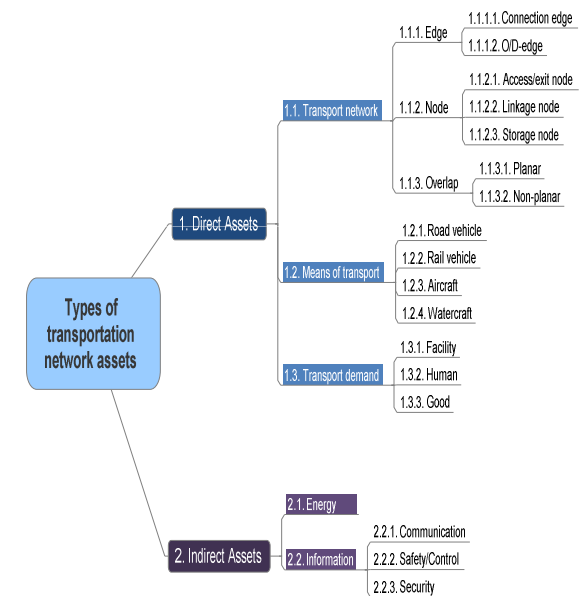 Types of
transportation
network assets
1. Direct Assets
1.1. Transport network
1.1.1. Edge
1.1.1.1. Connection edge
1.1.1.2. O/D-edge
1.1.2. Node
1.1.2.1. Access/exit node
1.1.2.2. Linkage node
1.1.2.3. Storage node
1.1.3. Overlap
1.1.3.1. Planar
1.1.3.2. Non-planar
1.2. Means of transport
1.2.1. Road vehicle
1.2.2. Rail vehicle
1.2.3. Aircraft
1.2.4. Watercraft
1.3. Transport demand
1.3.1. Facility
1.3.2. Human
1.3.3. Good
2. Indirect Assets
2.1. Energy
2.2. Information
2.2.1. Communication
2.2.2. Safety/Control
2.2.3. Security